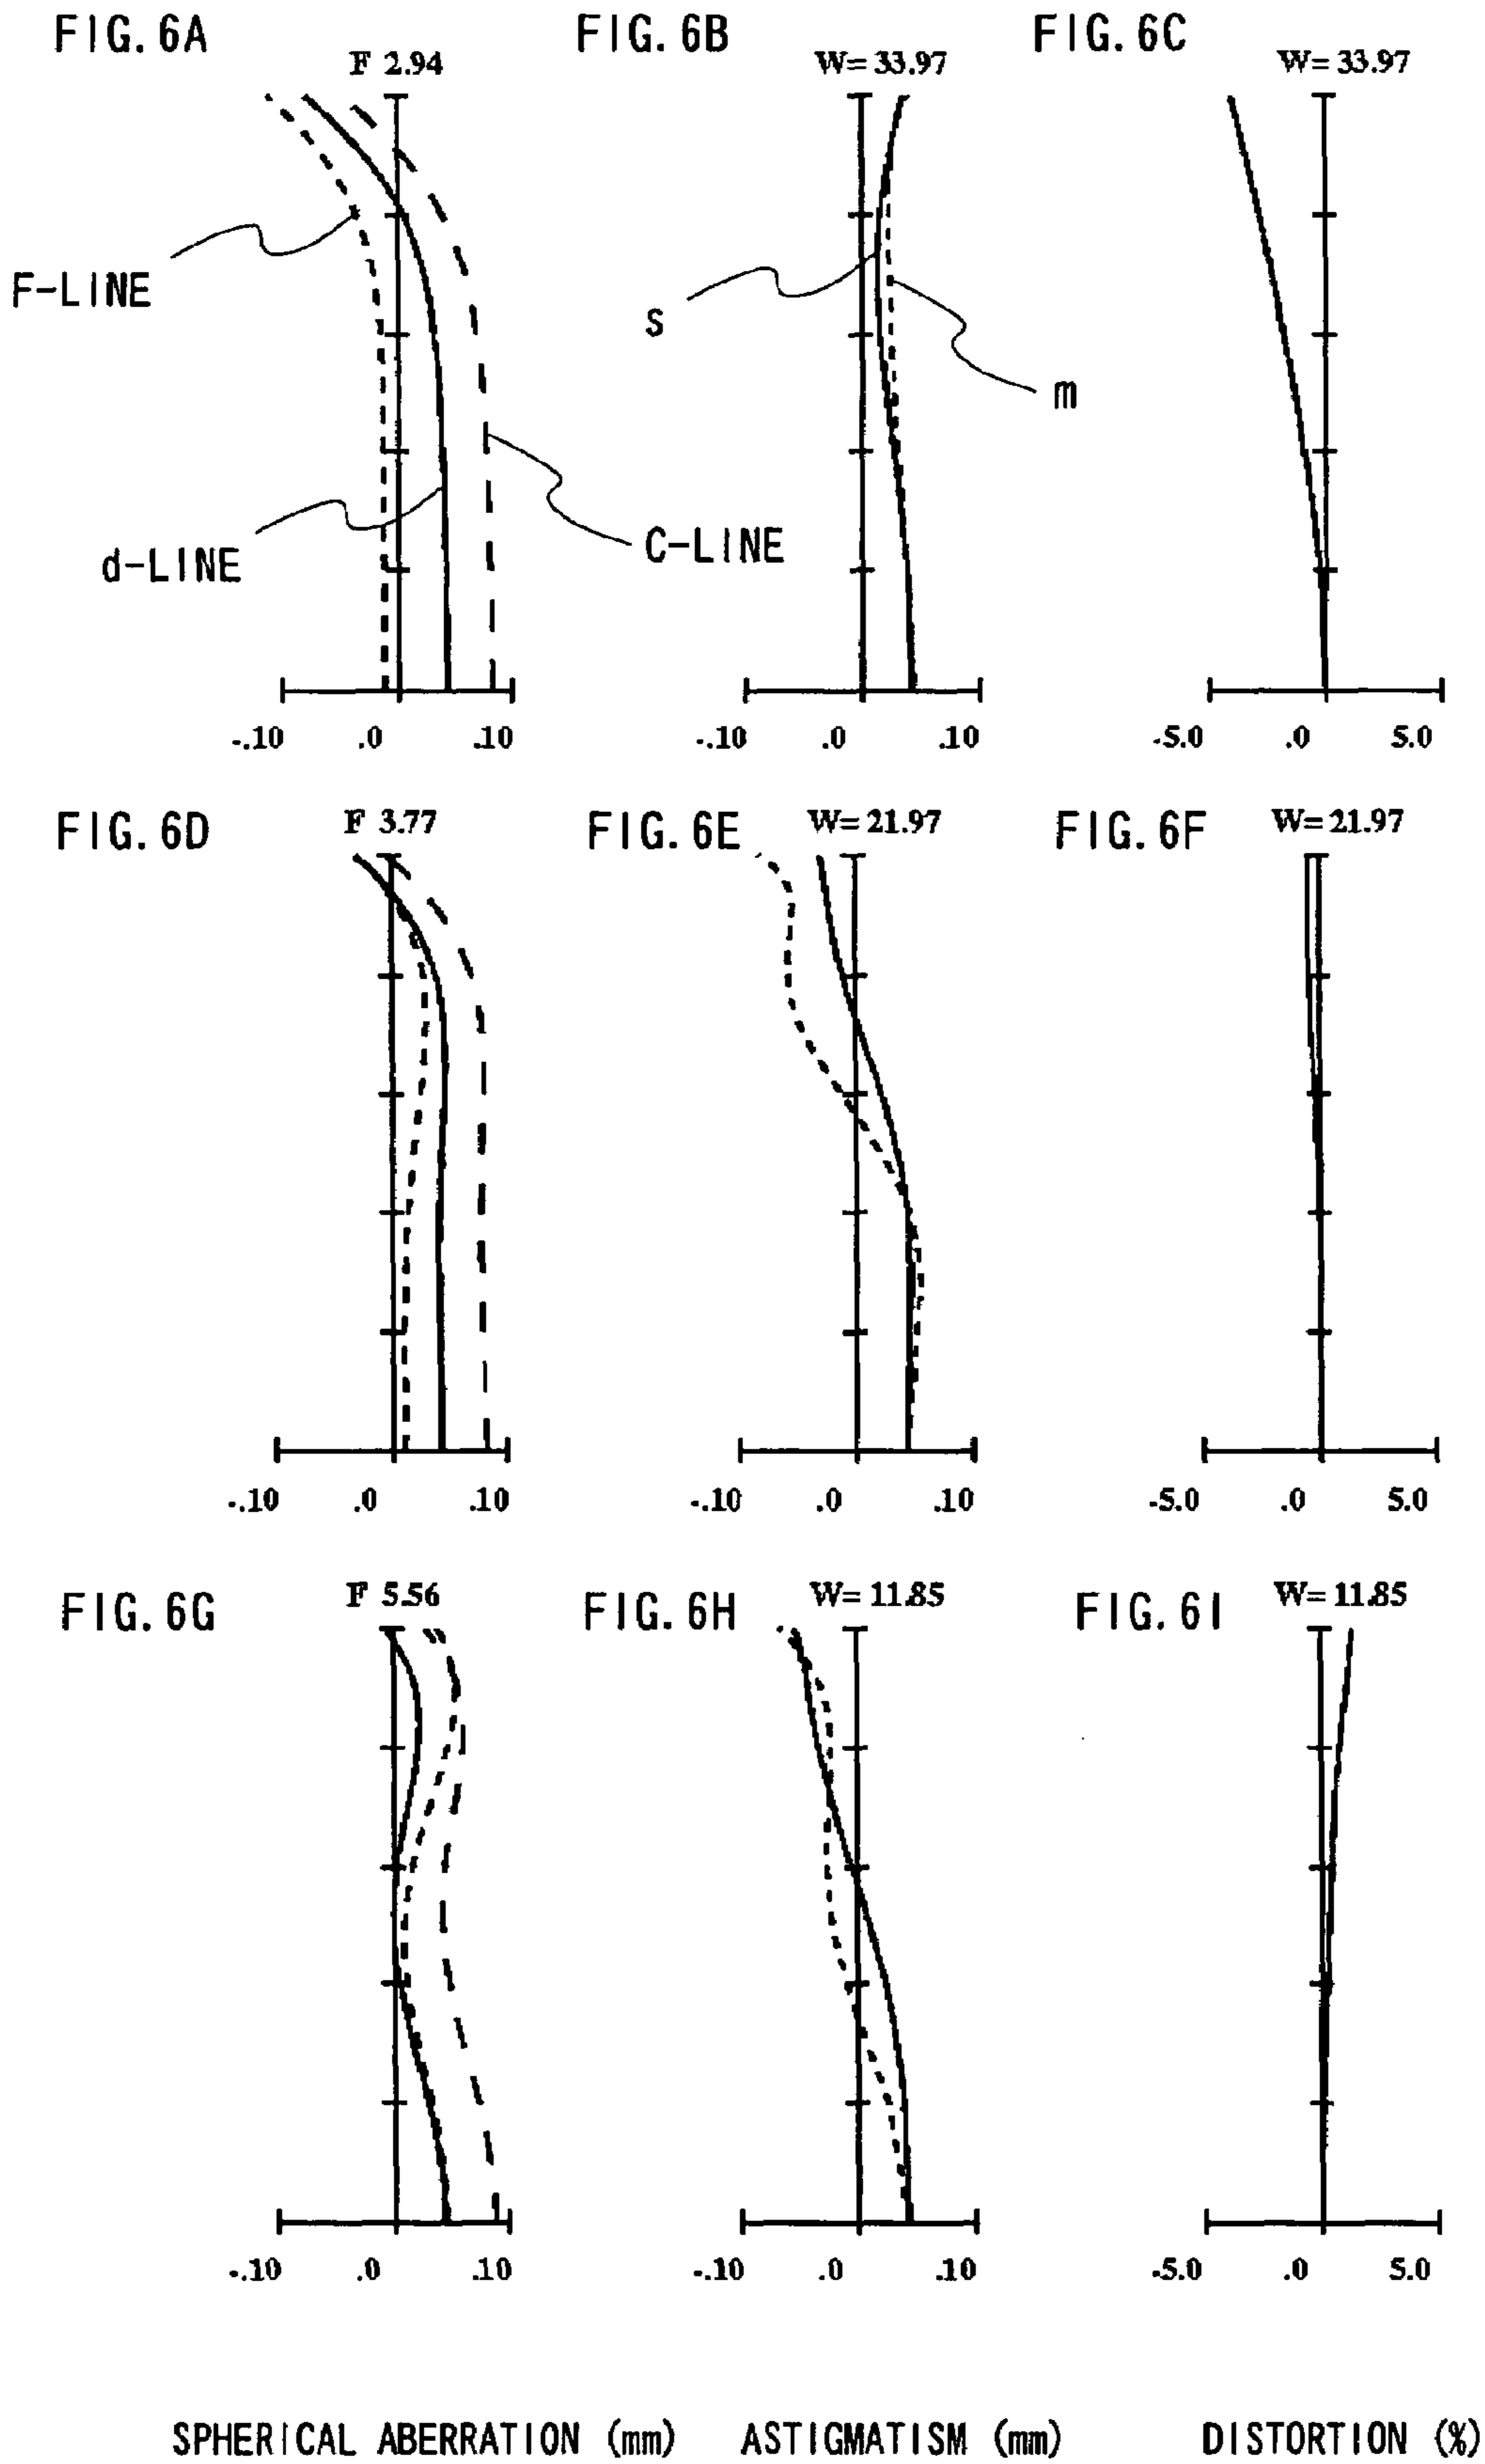 FIG. 6A FIG. 6B FIG. 6C
F 2.94 W= 33.97 W= 33.97
F-LINE
s
m
d-LINE
C-LINE
-.10 .0 .10 -.10 .0 .10 -5.0 .0 5.0
FIG. 6D F 3.77 FIG. 6E W= 21.97 FIG. 6F W= 21.97
-.10 .0 .10 -.10 .0 .10 -5.0 .0 5.0
FIG. 6G F 5.56 FIG. 6H W= 11.85 FIG. 6I W= 11.85
-.10 .0 .10 -.10 .0 .10 -5.0 .0 5.0
SPHERICAL ABERRATION (mm) ASTIGMATISM (mm) DISTORTION (%)